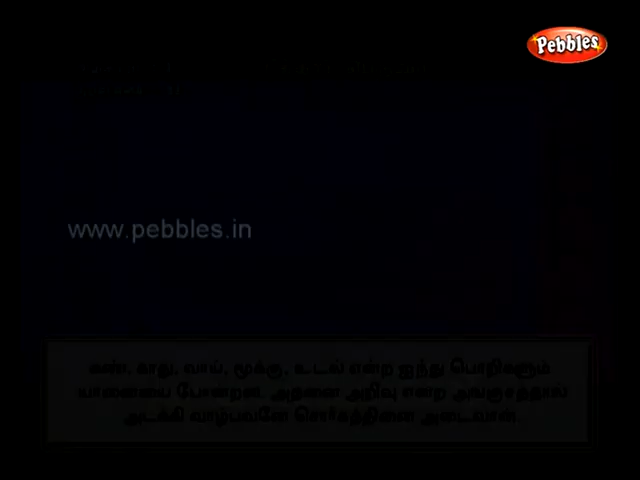 Pebbles
www.pebbles.in
கண், காது, வாய், மூக்கு, உடல் என்ற ஐந்து பொறிகளும்
யானையை போன்றன. அதனை அறிவு என்ற அங்குசத்தால்
அடக்கி வாழ்பவனே சொர்கத்தினை அடைவான்